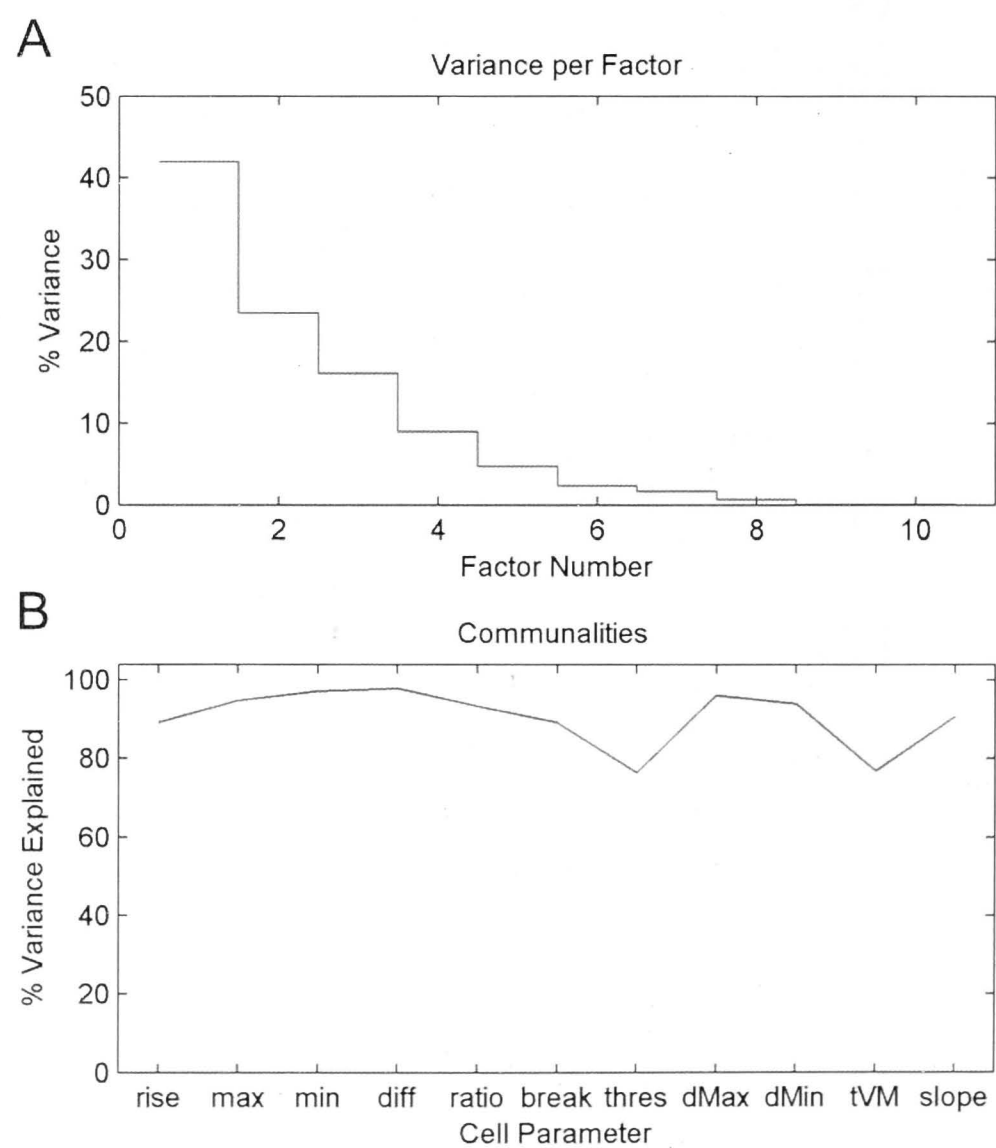 A
Variance per Factor
50
40
30
20
10
0
% Variance
0 2 4 6 8 10
Factor Number
B
Communalities
100
80
60
40
20
0
% Variance Explained
rise max min diff ratio break thres dMax dMin tVM slope
Cell Parameter